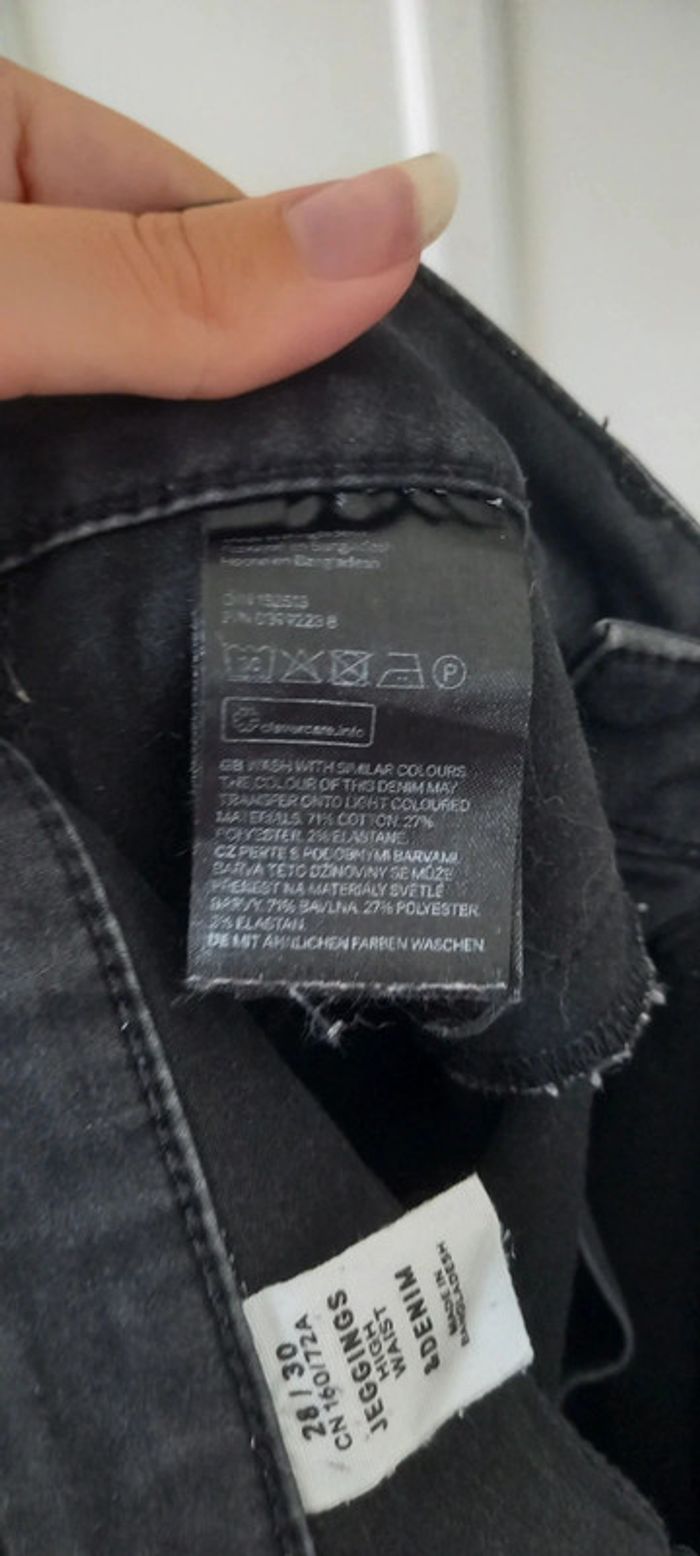 P
clevercare.info
GB WASH WITH SIMILAR COLOURS.
THE COLOUR OF THIS DENIM MAY
TRANSFER ONTO LIGHT COLOURED
MATERIALS. 71% COTTON. 27%
POLYESTER. 2% ELASTANE.
CZ PERTE S PODOBNÝMI BARVAMI.
BARVA TÉTO DŽÍNOVINY SE MŮŽE
PŘENÉST NA MATERIÁLY SVĚTLÉ
BARVY. 71% BAVLNA. 27% POLYESTER.
2% ELASTAN.
DE MIT ÄHNLICHEN FARBEN WASCHEN.
28 / 30
CN 160/72A
JEGGINGS
HIGH
WAIST
&DENIM
MADE IN
BANGLADESH